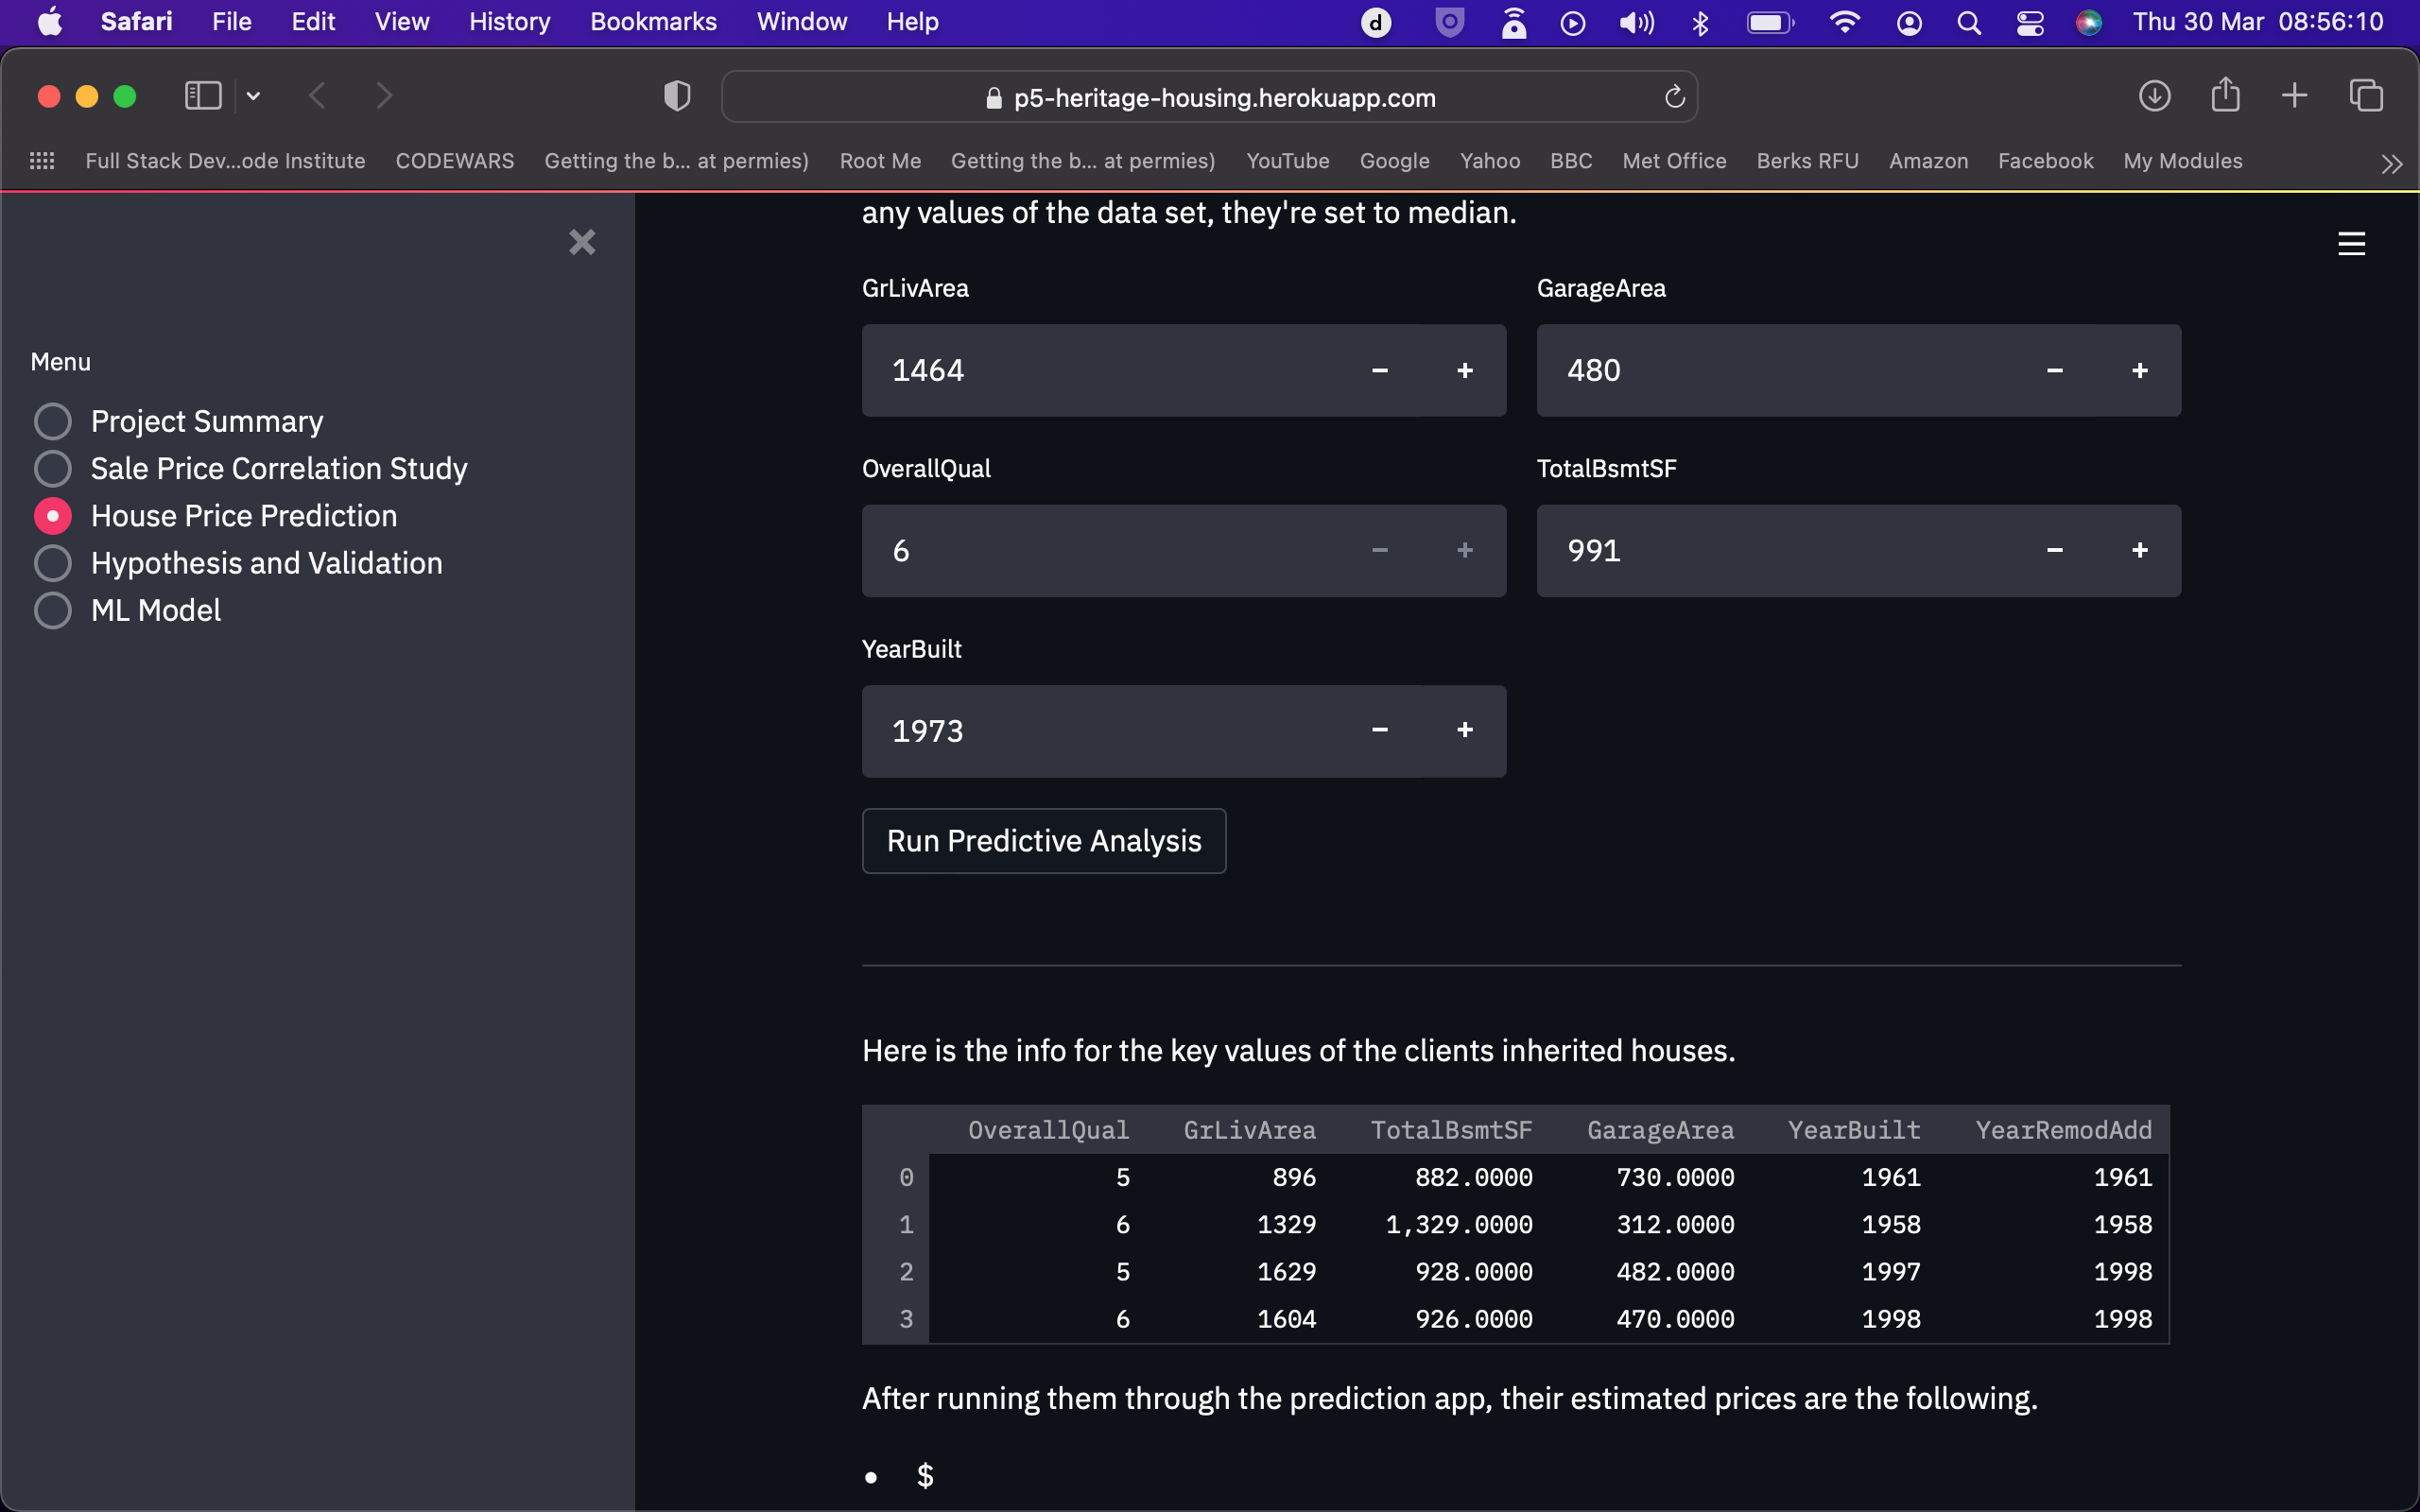 Safari File Edit View History Bookmarks Window Help d Thu 30 Mar 08:56:10
p5-heritage-housing.herokuapp.com
Full Stack Dev...ode Institute CODEWARS Getting the b... at permies) Root Me Getting the b... at permies) YouTube Google Yahoo BBC Met Office Berks RFU Amazon Facebook My Modules
Menu
Project Summary
Sale Price Correlation Study
House Price Prediction
Hypothesis and Validation
ML Model
any values of the data set, they're set to median.
GrLivArea GarageArea
1464 − + 480 − +
OverallQual TotalBsmtSF
6 − + 991 − +
YearBuilt
1973 − +
Run Predictive Analysis
Here is the info for the key values of the clients inherited houses.
OverallQual GrLivArea TotalBsmtSF GarageArea YearBuilt YearRemodAdd
0 5 896 882.0000 730.0000 1961 1961
1 6 1329 1,329.0000 312.0000 1958 1958
2 5 1629 928.0000 482.0000 1997 1998
3 6 1604 926.0000 470.0000 1998 1998
After running them through the prediction app, their estimated prices are the following.
• $